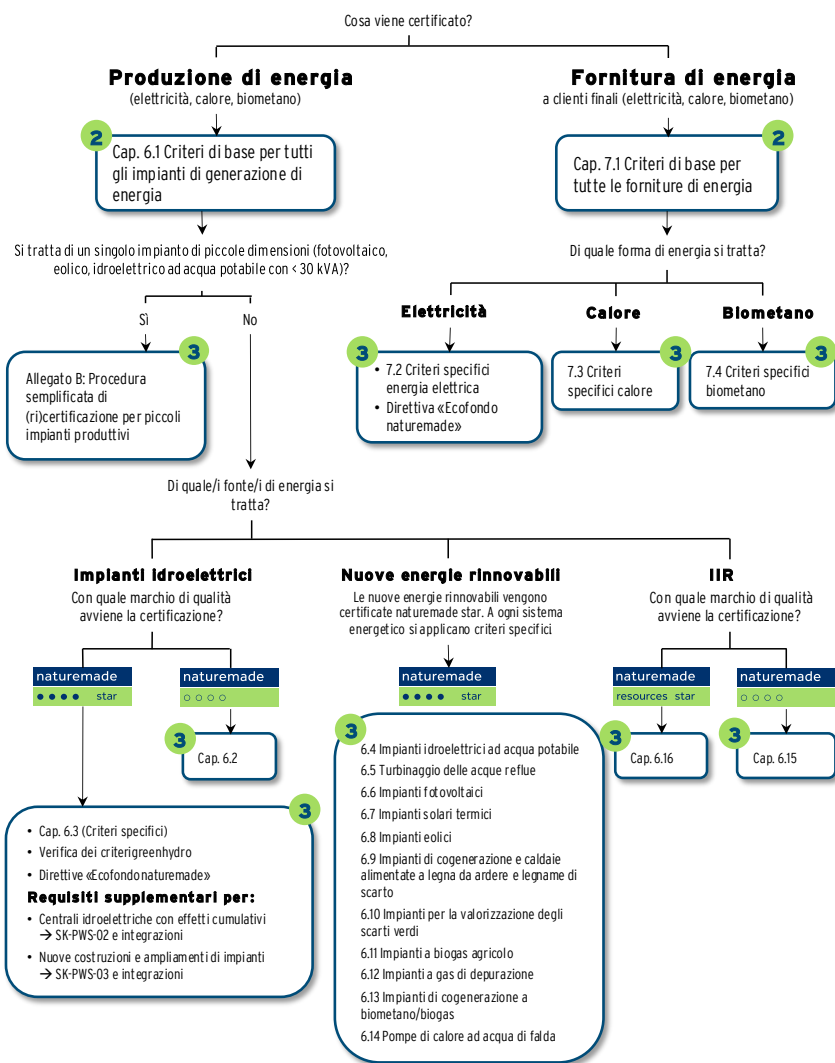 Cosa viene certificato?
Produzione di energia
(elettricità, calore, biometano)
Fornitura di energia
a clienti finali (elettricità, calore, biometano)
2
Cap. 6.1 Criteri di base per tutti
gli impianti di generazione di
energia
2
Cap. 7.1 Criteri di base per
tutte le forniture di energia
Si tratta di un singolo impianto di piccole dimensioni (fotovoltaico,
eolico, idroelettrico ad acqua potabile con < 30 kVA)?
Di quale forma di energia si tratta?
Sì
No
Elettricità
Calore
Biometano
3
Allegato B: Procedura
semplificata di
(ri)certificazione per piccoli
impianti produttivi
3
• 7.2 Criteri specifici
energia elettrica
• Direttiva «Ecofondo
naturemade»
3
7.3 Criteri
specifici calore
3
7.4 Criteri specifici
biometano
Di quale/i fonte/i di energia si
tratta?
Impianti idroelettrici
Con quale marchio di qualità
avviene la certificazione?
Nuove energie rinnovabili
Le nuove energie rinnovabili vengono
certificate naturemade star. A ogni sistema
energetico si applicano criteri specifici.
IIR
Con quale marchio di qualità
avviene la certificazione?
naturemade
star
naturemade
naturemade
star
naturemade
resources star
naturemade
3
Cap. 6.2
3
Cap. 6.16
3
Cap. 6.15
3
• Cap. 6.3 (Criteri specifici)
• Verifica dei criterigreenhydro
• Direttive «Ecofondonaturemade»
Requisiti supplementari per:
• Centrali idroelettriche con effetti cumulativi
→ SK-PWS-02 e integrazioni
• Nuove costruzioni e ampliamenti di impianti
→ SK-PWS-03 e integrazioni
3
6.4 Impianti idroelettrici ad acqua potabile
6.5 Turbinaggio delle acque reflue
6.6 Impianti fotovoltaici
6.7 Impianti solari termici
6.8 Impianti eolici
6.9 Impianti di cogenerazione e caldaie
alimentate a legna da ardere e legname di
scarto
6.10 Impianti per la valorizzazione degli
scarti verdi
6.11 Impianti a biogas agricolo
6.12 Impianti a gas di depurazione
6.13 Impianti di cogenerazione a
biometano/biogas
6.14 Pompe di calore ad acqua di falda